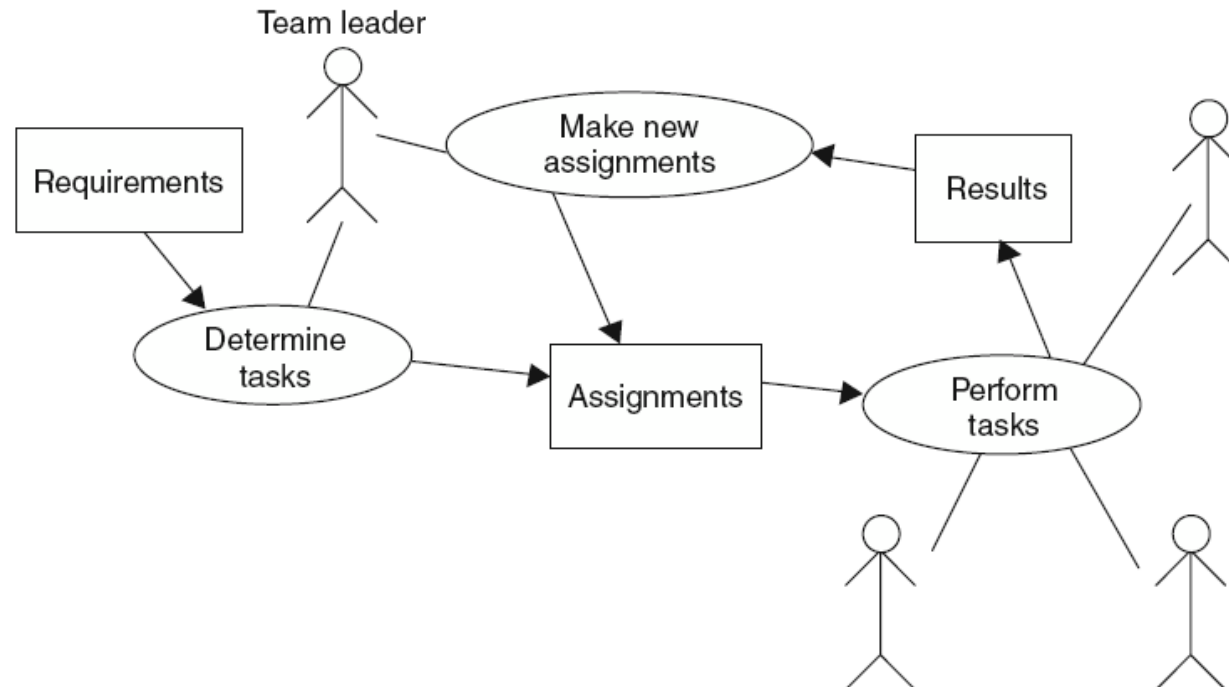 Team leader
Requirements
Make new
assignments
Results
Determine
tasks
Assignments
Perform
tasks